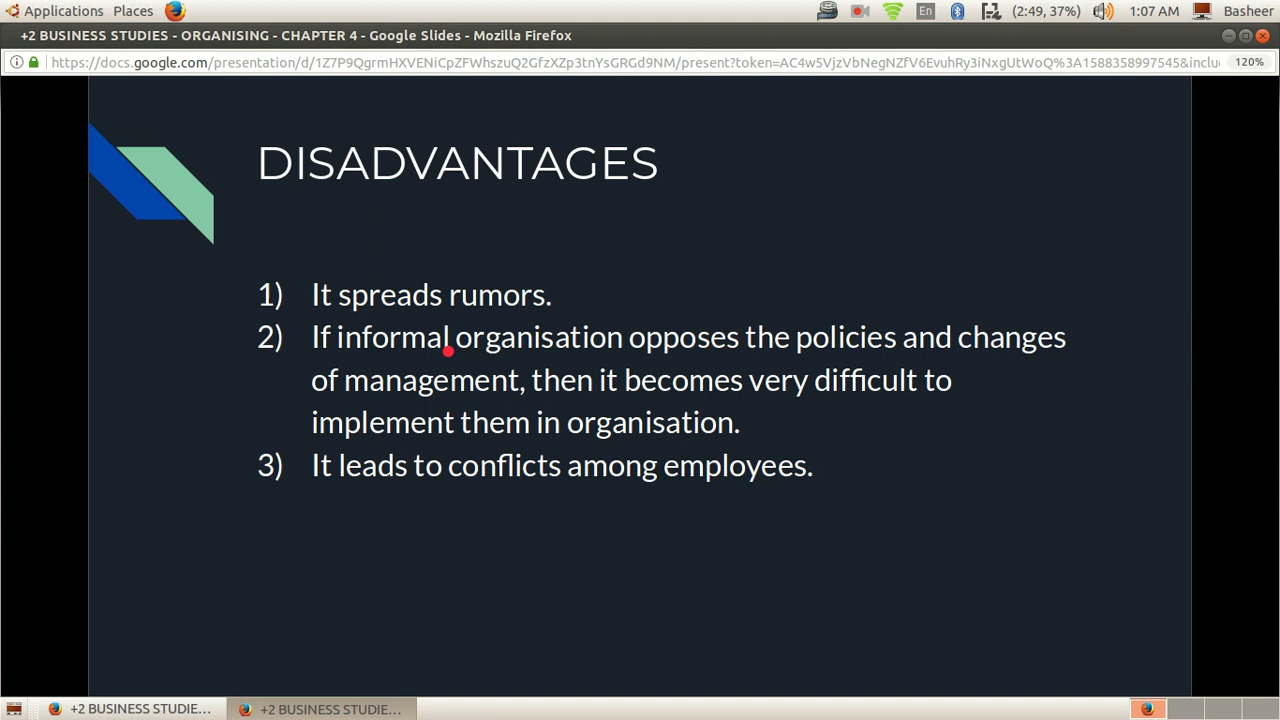 Applications Places En (2:49, 37%) 1:07 AM Basheer
+2 BUSINESS STUDIES - ORGANISING - CHAPTER 4 - Google Slides - Mozilla Firefox
https://docs.google.com/presentation/d/1Z7P9QgrmHXVENiCpZFWhszuQ2GfzXZp3tnYsGRGd9NM/present?token=AC4w5VjzVbNegNZfV6EvuhRy3iNxgUtWoQ%3A1588358997545&inclu 120%
DISADVANTAGES
1) It spreads rumors.
2) If informal organisation opposes the policies and changes
of management, then it becomes very difficult to
implement them in organisation.
3) It leads to conflicts among employees.
+2 BUSINESS STUDIE... +2 BUSINESS STUDIE...